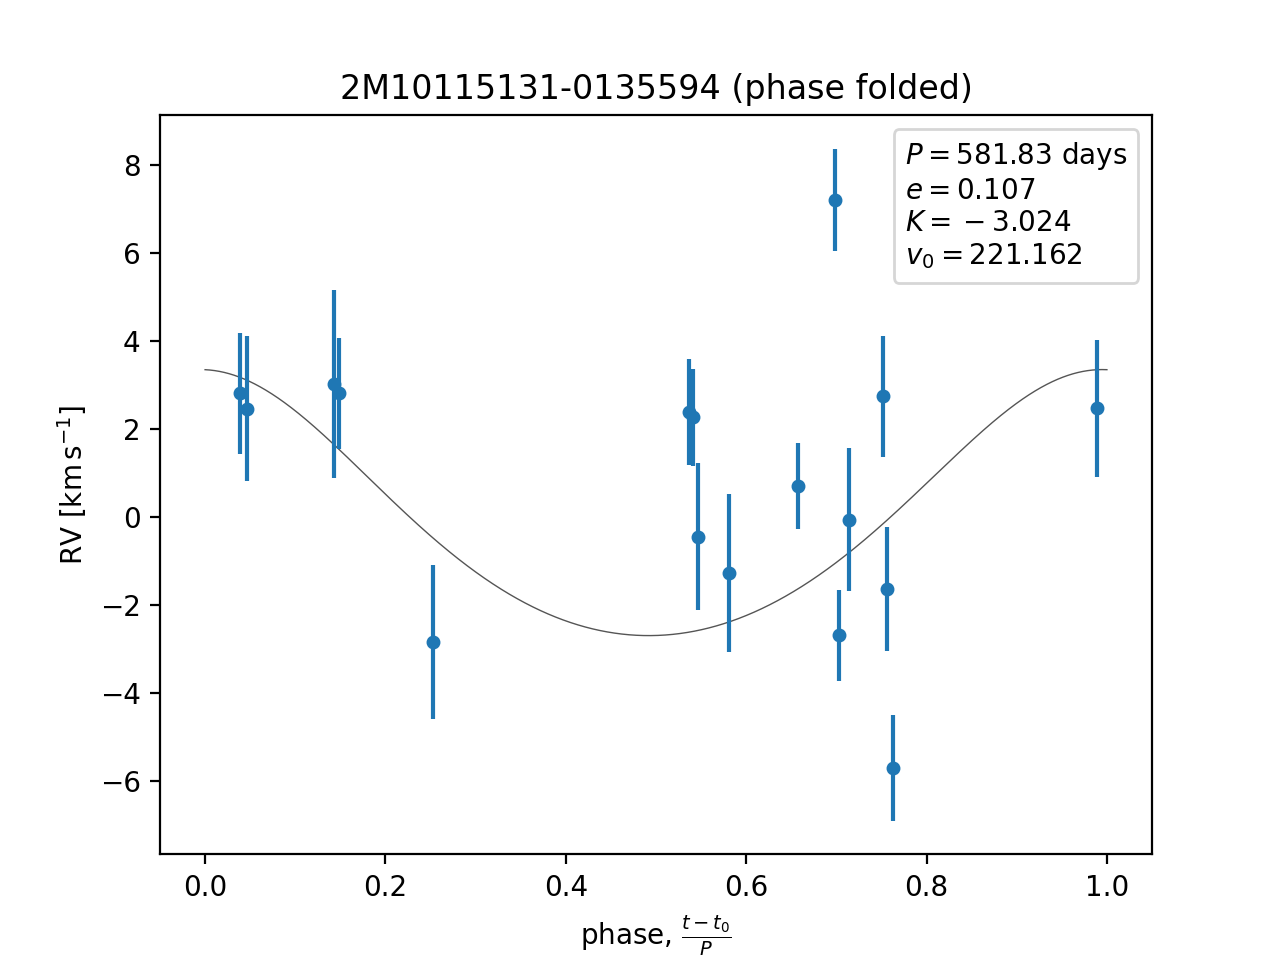 2M10115131-0135594 (phase folded)
P = 581.83 days
e = 0.107
K = −3.024
v₀ = 221.162
8
6
4
2
0
−2
−4
−6
RV [km s⁻¹]
0.0 0.2 0.4 0.6 0.8 1.0
phase, (t − t₀)/P